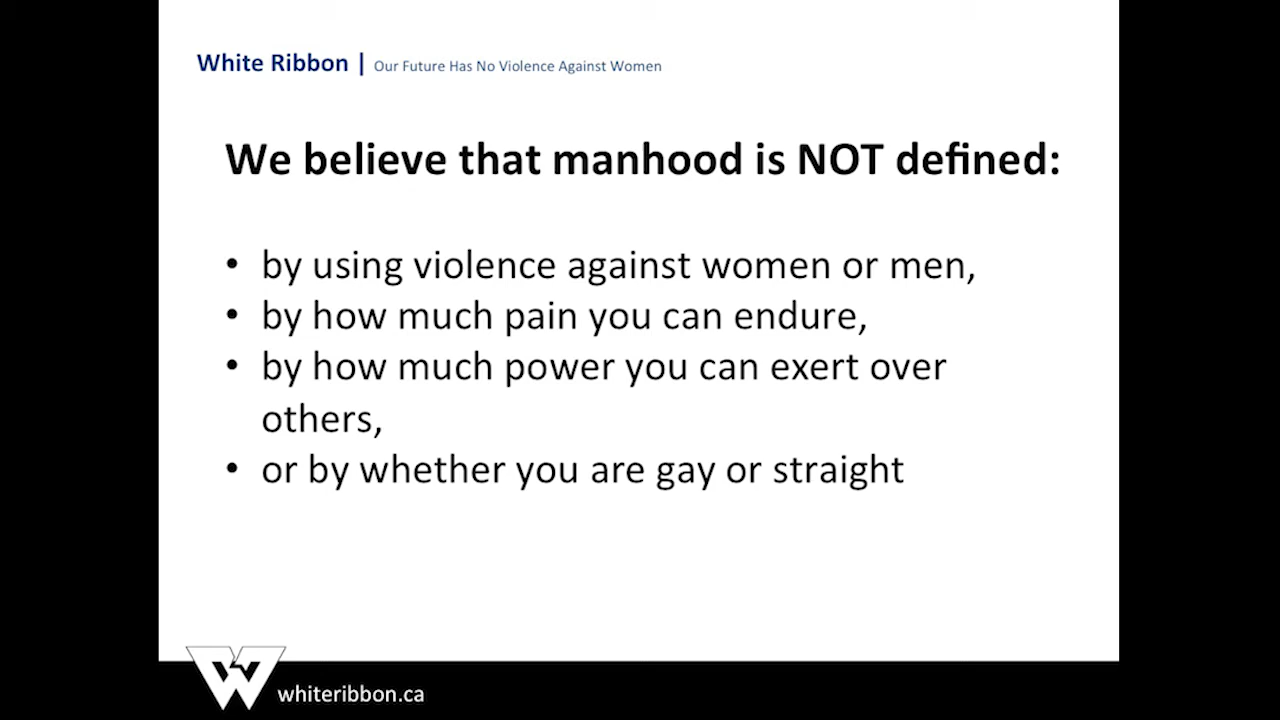 White Ribbon | Our Future Has No Violence Against Women
We believe that manhood is NOT defined:
• by using violence against women or men,
• by how much pain you can endure,
• by how much power you can exert over
others,
• or by whether you are gay or straight
whiteribbon.ca